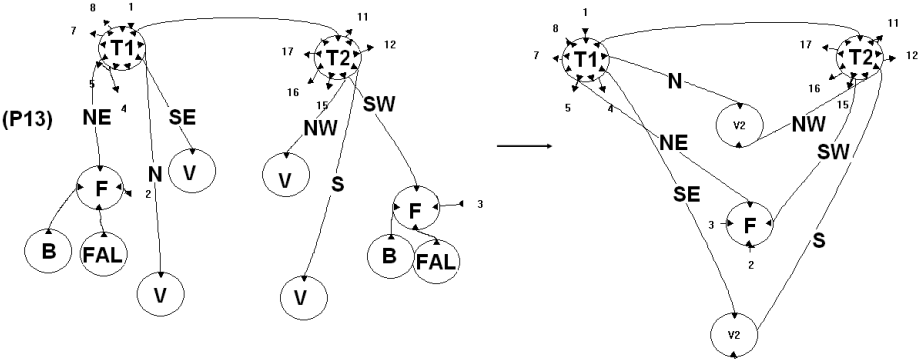 8 1 11 8 1 11
7 T1 17 T2 12 7 T1 17 T2 12
5 4 16 15 5 4 16 15
(P13) NE SE NW SW N V2 NW
N 2 V V S NE SW
F F 3 SE 3 F S
B FAL B FAL 2
V V V2